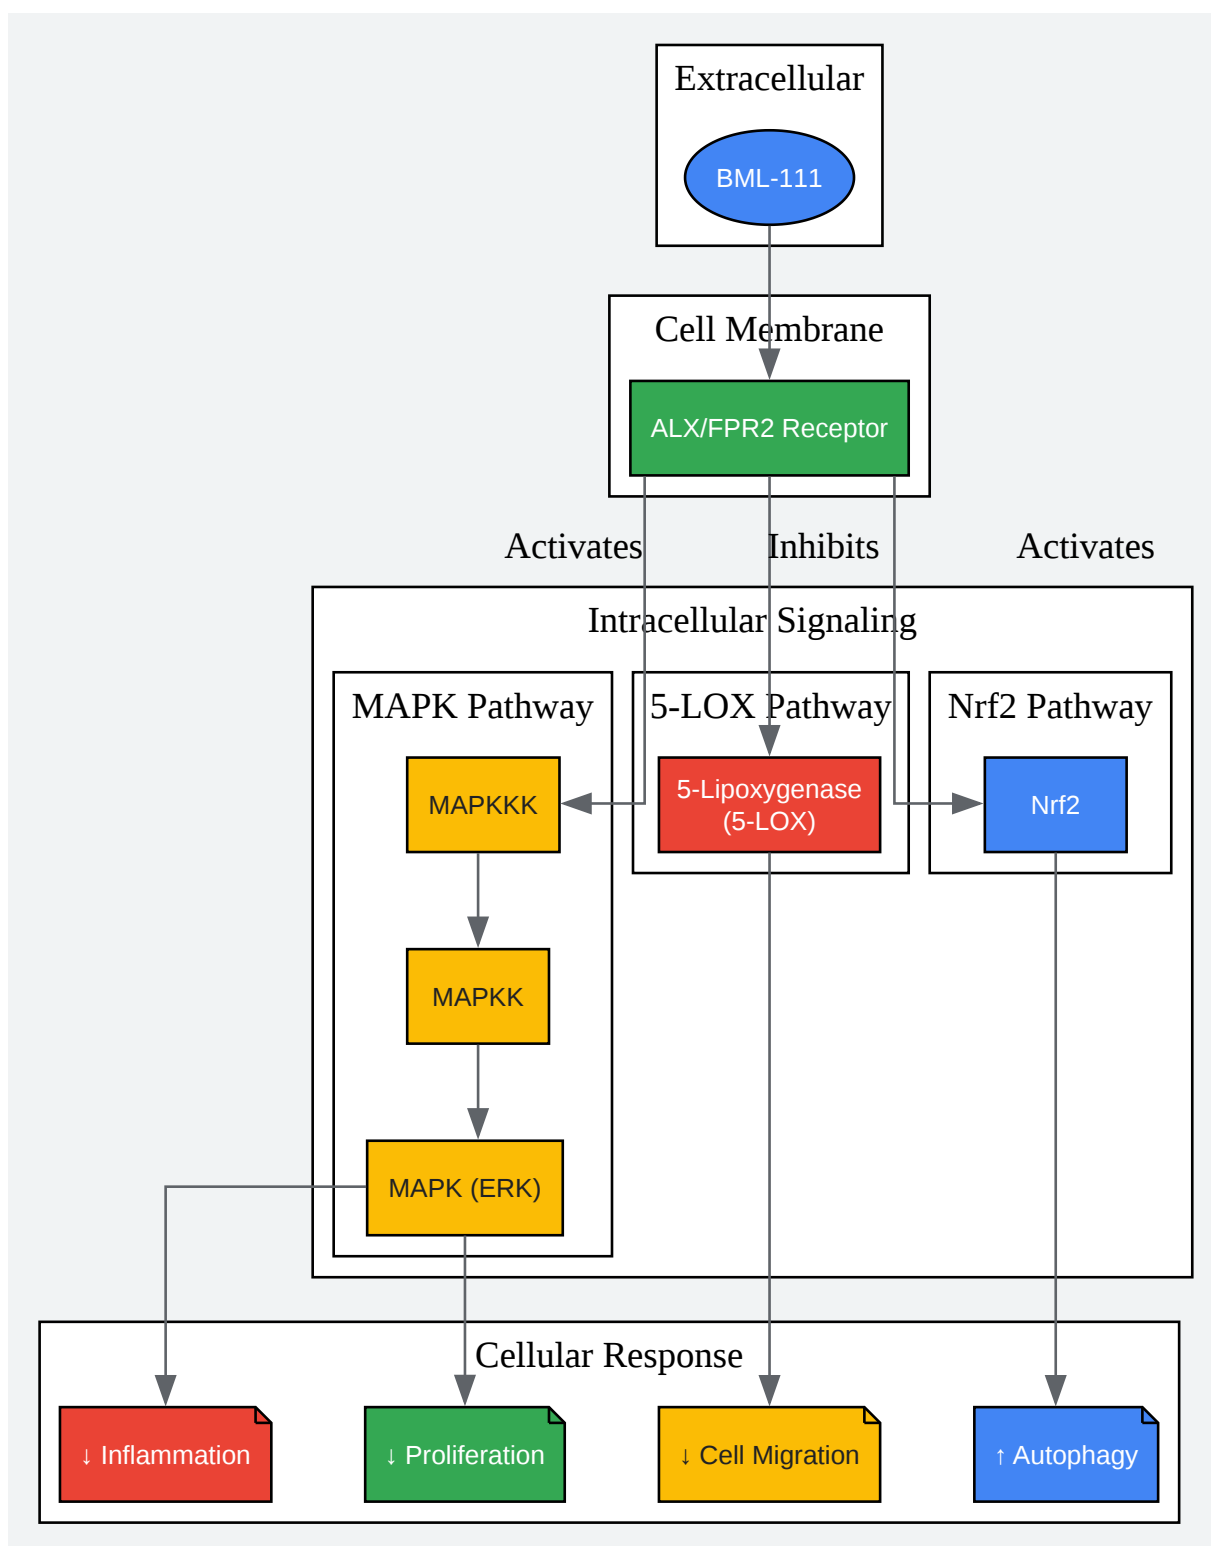 Extracellular
BML-111
Cell Membrane
ALX/FPR2 Receptor
Activates
Inhibits
Activates
Intracellular Signaling
MAPK Pathway
5-LOX Pathway
Nrf2 Pathway
MAPKKK
5-Lipoxygenase
(5-LOX)
Nrf2
MAPKK
MAPK (ERK)
Cellular Response
↓ Inflammation
↓ Proliferation
↓ Cell Migration
↑ Autophagy